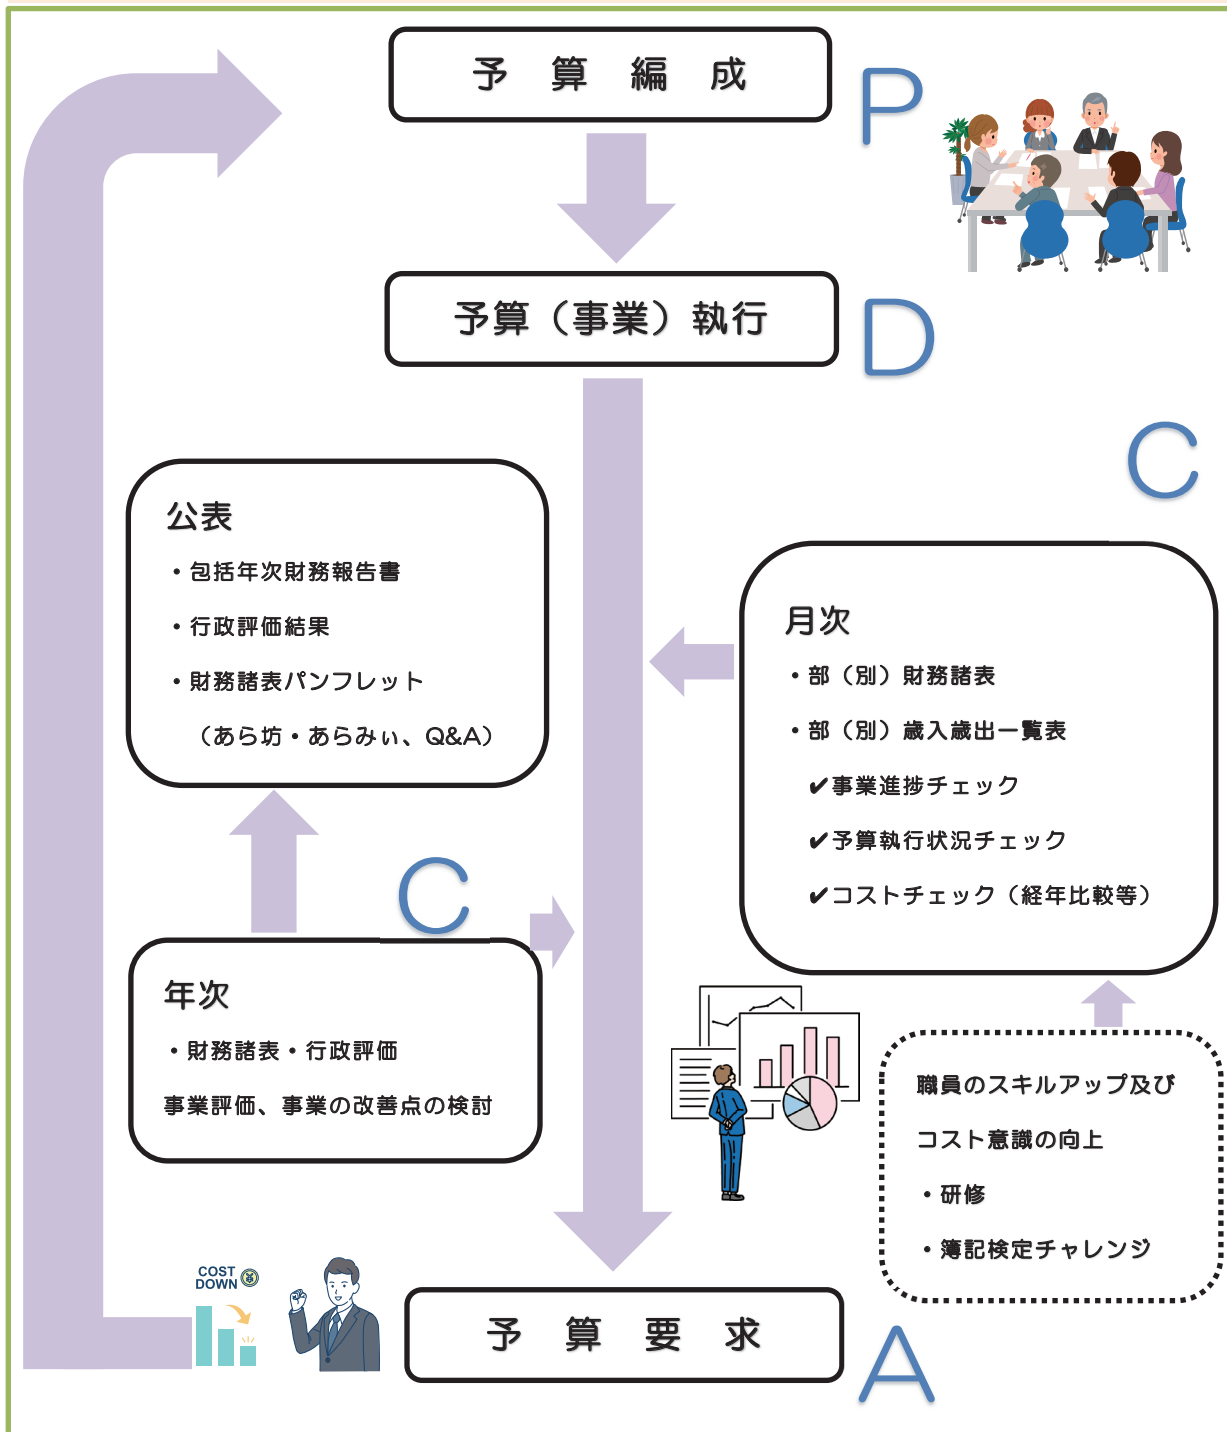 予算編成
P
予算（事業）執行
D
C
公表
・包括年次財務報告書
・行政評価結果
・財務諸表パンフレット
（あら坊・あらみぃ、Q&A）
月次
・部（別）財務諸表
・部（別）歳入歳出一覧表
✔事業進捗チェック
✔予算執行状況チェック
✔コストチェック（経年比較等）
C
年次
・財務諸表・行政評価
事業評価、事業の改善点の検討
職員のスキルアップ及び
コスト意識の向上
・研修
・簿記検定チャレンジ
COST
DOWN
予算要求
A